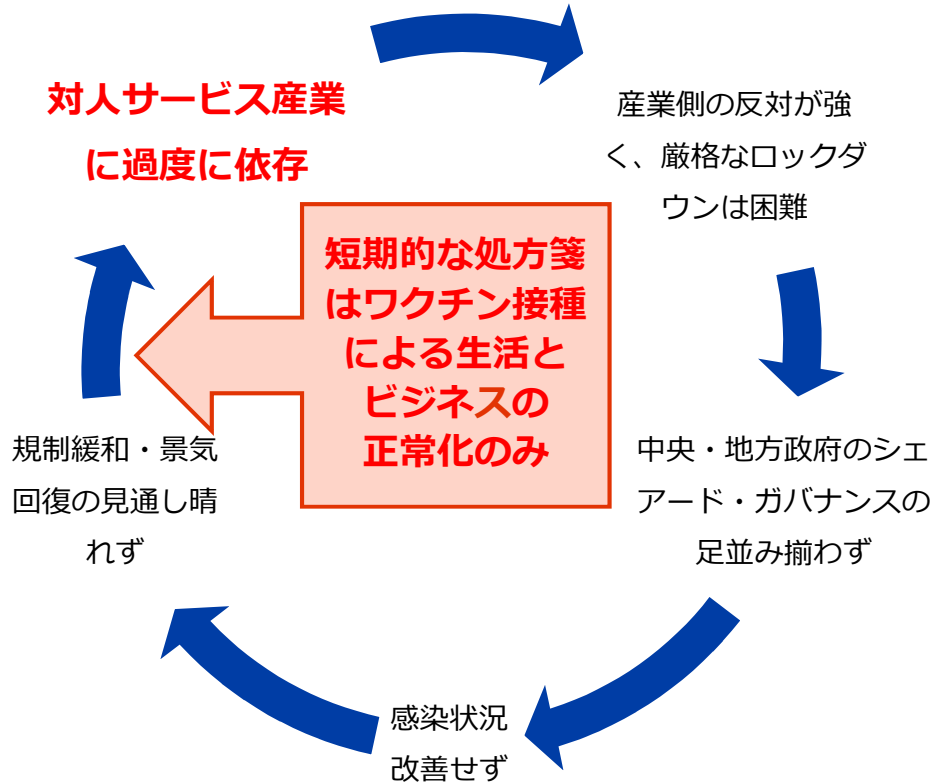 対人サービス産業
に過度に依存
産業側の反対が強
く、厳格なロックダ
ウンは困難
短期的な処方箋
はワクチン接種
による生活と
ビジネスの
正常化のみ
中央・地方政府のシェ
アード・ガバナンスの
足並み揃わず
規制緩和・景気
回復の見通し晴
れず
感染状況
改善せず